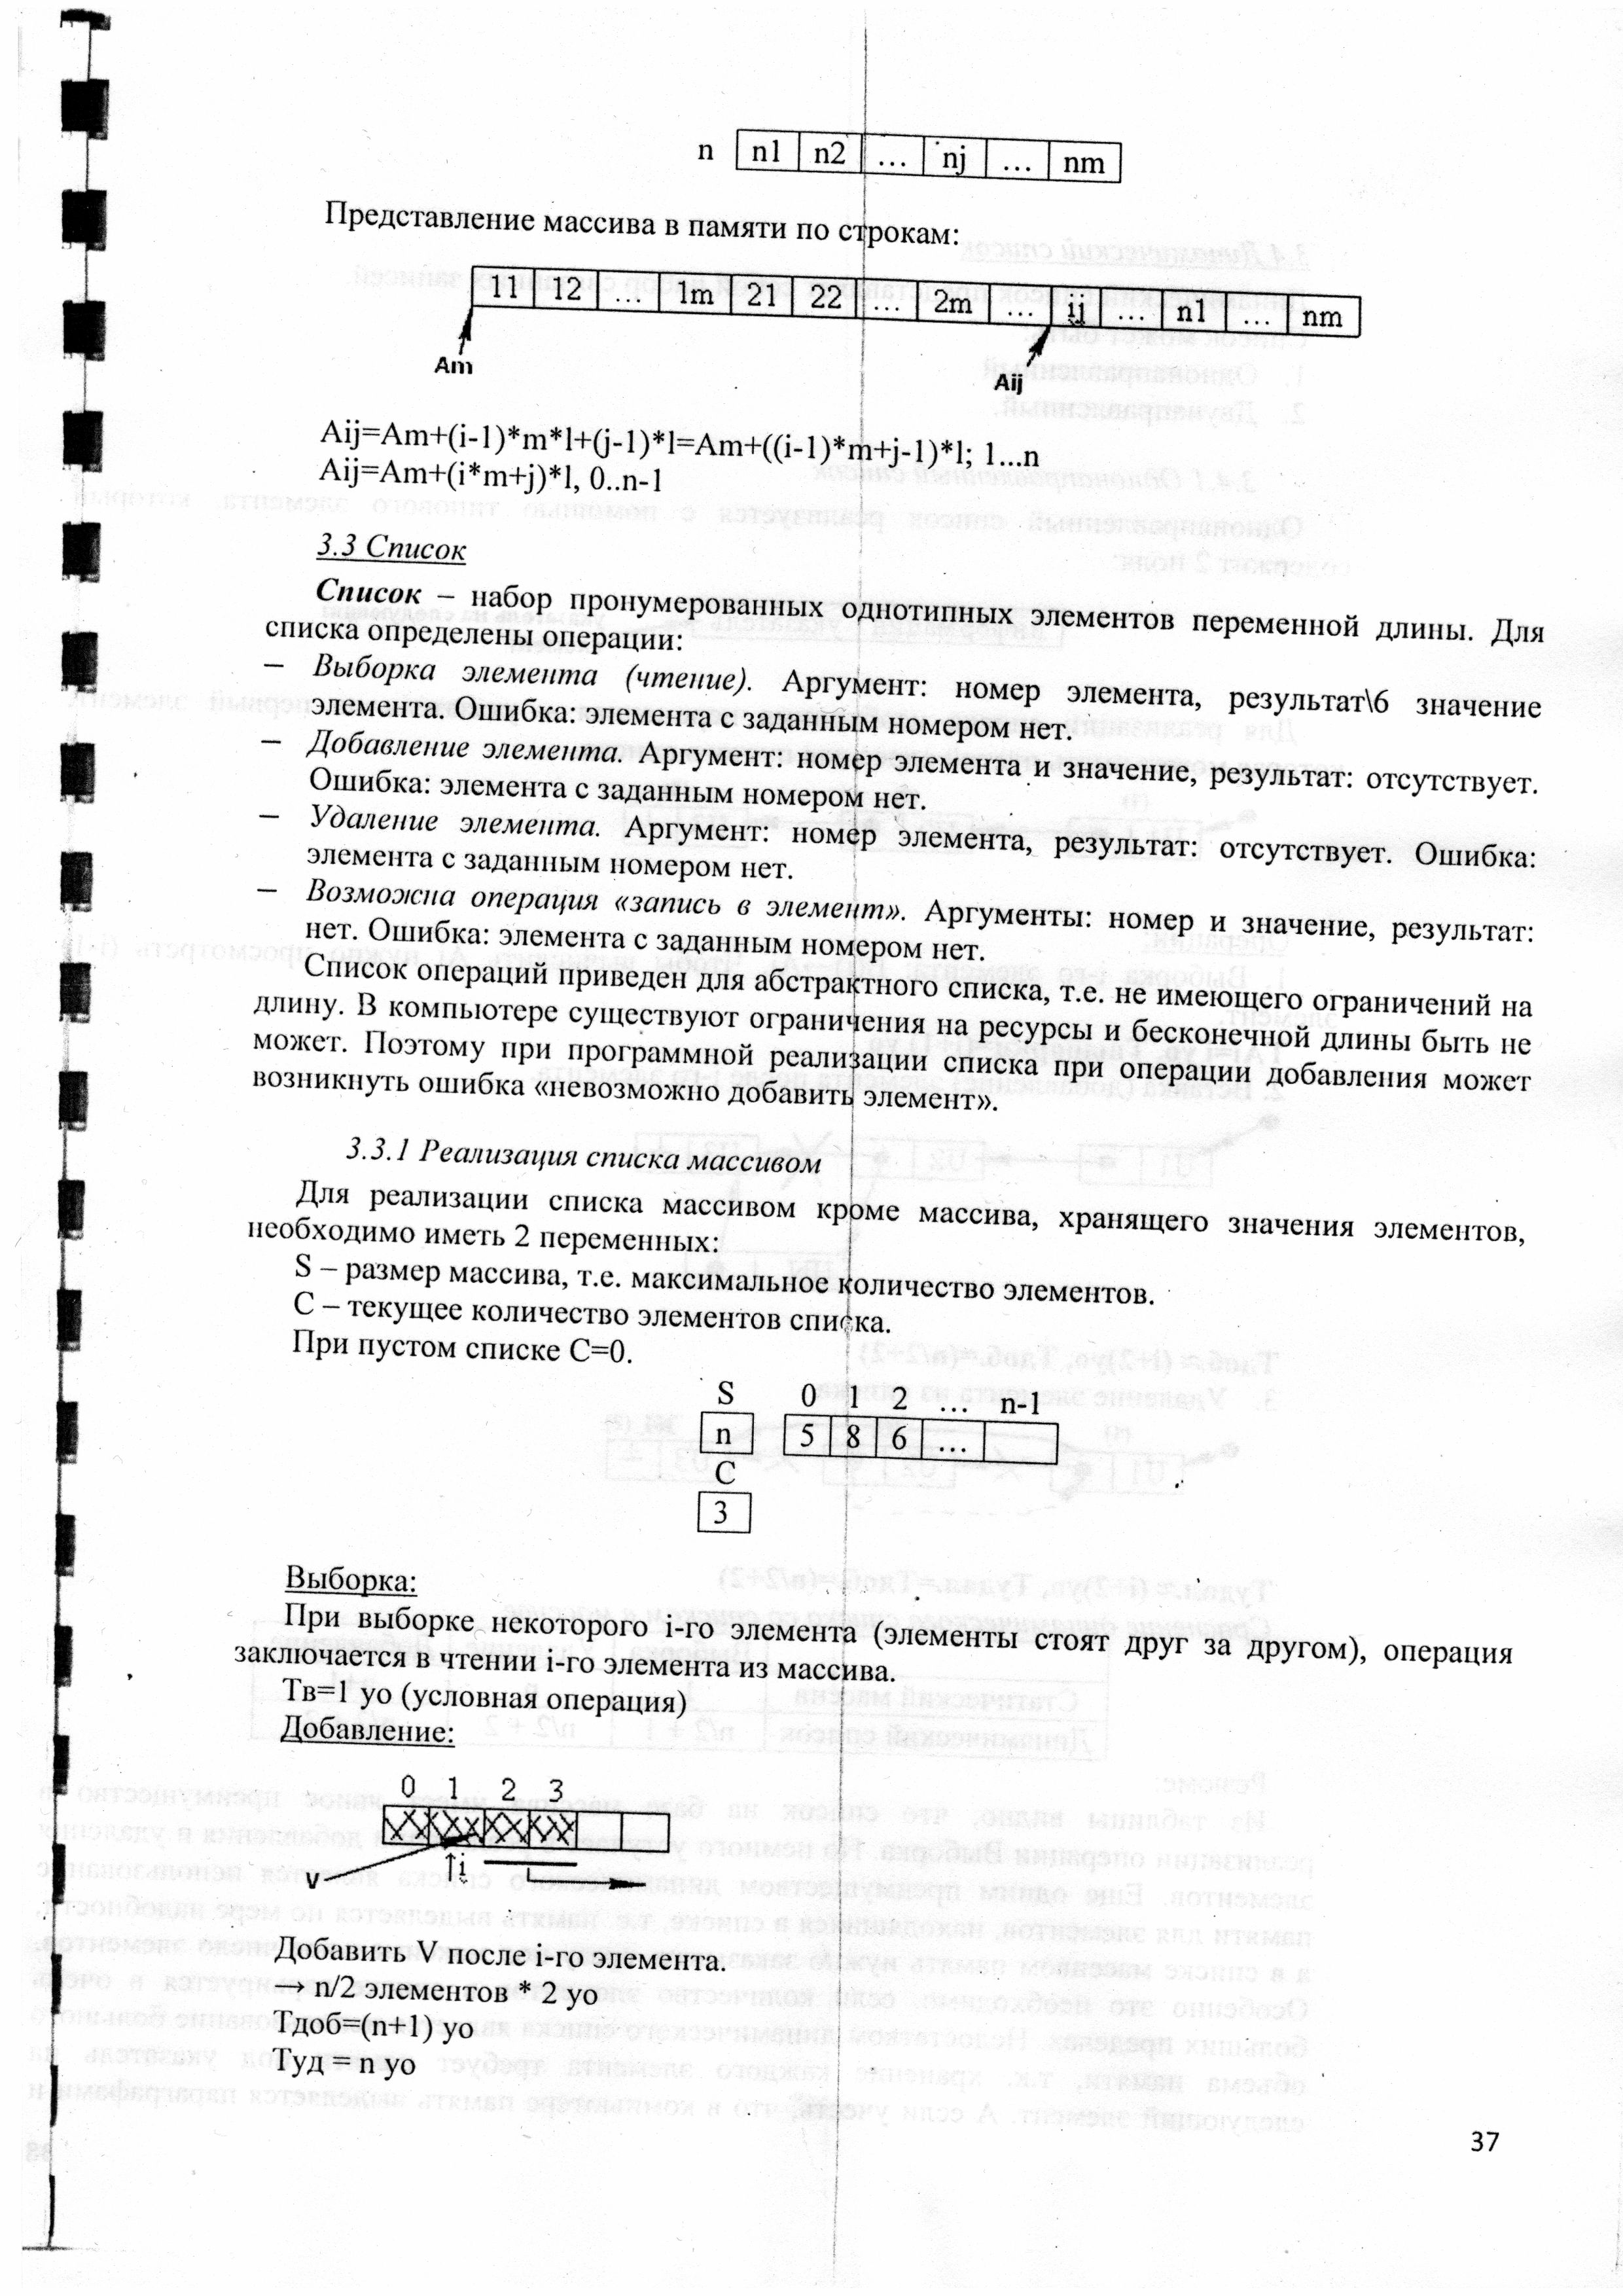 n n1 n2 ... nj ... nm
Представление массива в памяти по строкам:
11 12 ... 1m 21 22 ... 2m ... ij ... n1 ... nm
Am
Aij
Aij=Am+(i-1)*m*l+(j-1)*l=Am+((i-1)*m+j-1)*l; 1...n
Aij=Am+(i*m+j)*l, 0..n-1
3.3 Список
Список – набор пронумерованных однотипных элементов переменной длины. Для
списка определены операции:
– Выборка элемента (чтение). Аргумент: номер элемента, результат\6 значение
элемента. Ошибка: элемента с заданным номером нет.
– Добавление элемента. Аргумент: номер элемента и значение, результат: отсутствует.
Ошибка: элемента с заданным номером нет.
– Удаление элемента. Аргумент: номер элемента, результат: отсутствует. Ошибка:
элемента с заданным номером нет.
– Возможна операция «запись в элемент». Аргументы: номер и значение, результат:
нет. Ошибка: элемента с заданным номером нет.
Список операций приведен для абстрактного списка, т.е. не имеющего ограничений на
длину. В компьютере существуют ограничения на ресурсы и бесконечной длины быть не
может. Поэтому при программной реализации списка при операции добавления может
возникнуть ошибка «невозможно добавить элемент».
3.3.1 Реализация списка массивом
Для реализации списка массивом кроме массива, хранящего значения элементов,
необходимо иметь 2 переменных:
S – размер массива, т.е. максимальное количество элементов.
C – текущее количество элементов списка.
При пустом списке C=0.
S 0 1 2 ... n-1
n 5 8 6 ...
C
3
Выборка:
При выборке некоторого i-го элемента (элементы стоят друг за другом), операция
заключается в чтении i-го элемента из массива.
Тв=1 уо (условная операция)
Добавление:
0 1 2 3
V ↑i
Добавить V после i-го элемента.
→ n/2 элементов * 2 уо
Тдоб=(n+1) уо
Туд = n уо
37